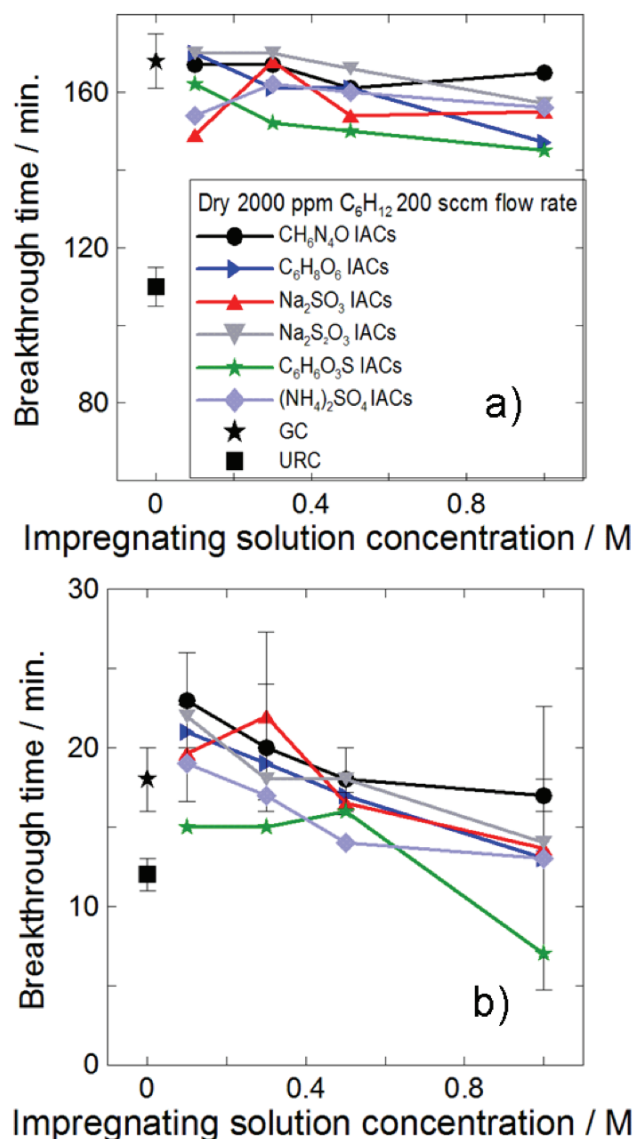 160
120
80
Breakthrough time / min.
Dry 2000 ppm C₆H₁₂ 200 sccm flow rate
CH₆N₄O IACs
C₆H₈O₆ IACs
Na₂SO₃ IACs
Na₂S₂O₃ IACs
C₆H₆O₃S IACs
(NH₄)₂SO₄ IACs
GC
URC
a)
0 0.4 0.8
Impregnating solution concentration / M
30
20
10
0
Breakthrough time / min.
b)
0 0.4 0.8
Impregnating solution concentration / M